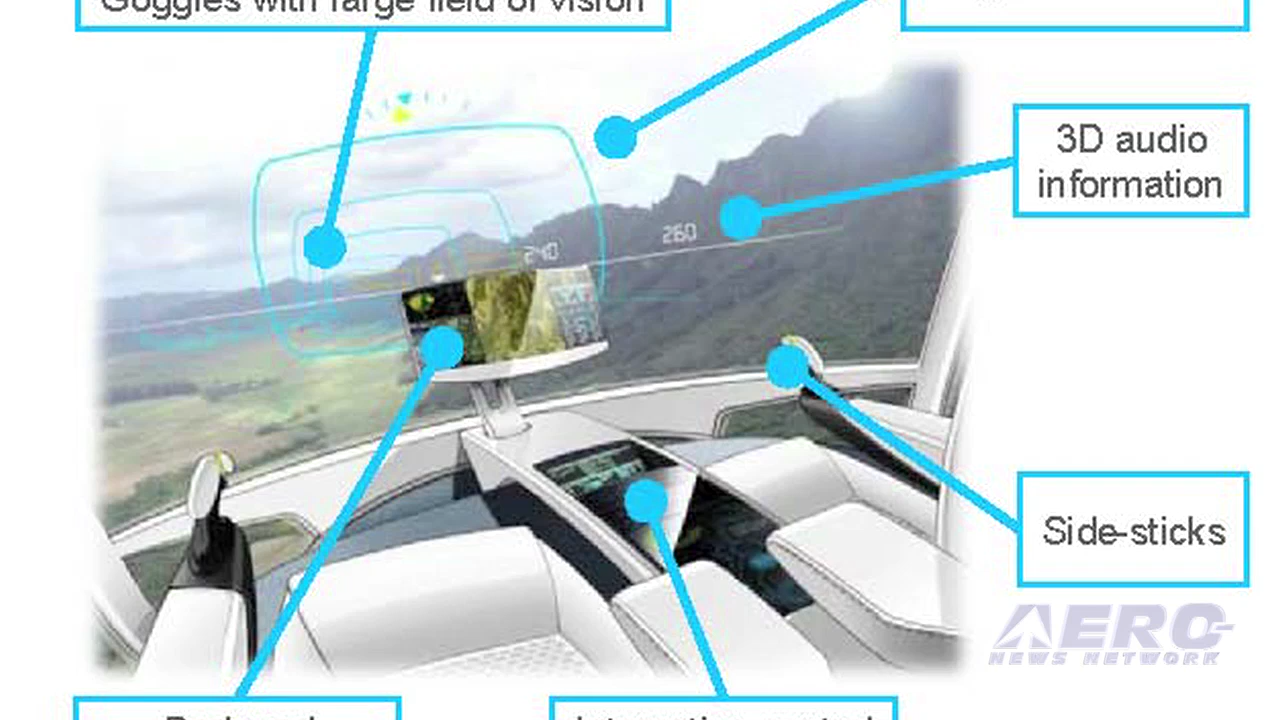 Goggles with large field of vision
3D audio
information
240
260
Side-sticks
AERO
NEWS NETWORK